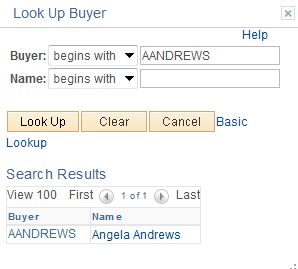 Look Up Buyer
×
Help
Buyer: begins with AANDREWS
Name: begins with
Look Up Clear Cancel Basic
Lookup
Search Results
View 100 First 1 of 1 Last
Buyer Name
AANDREWS Angela Andrews